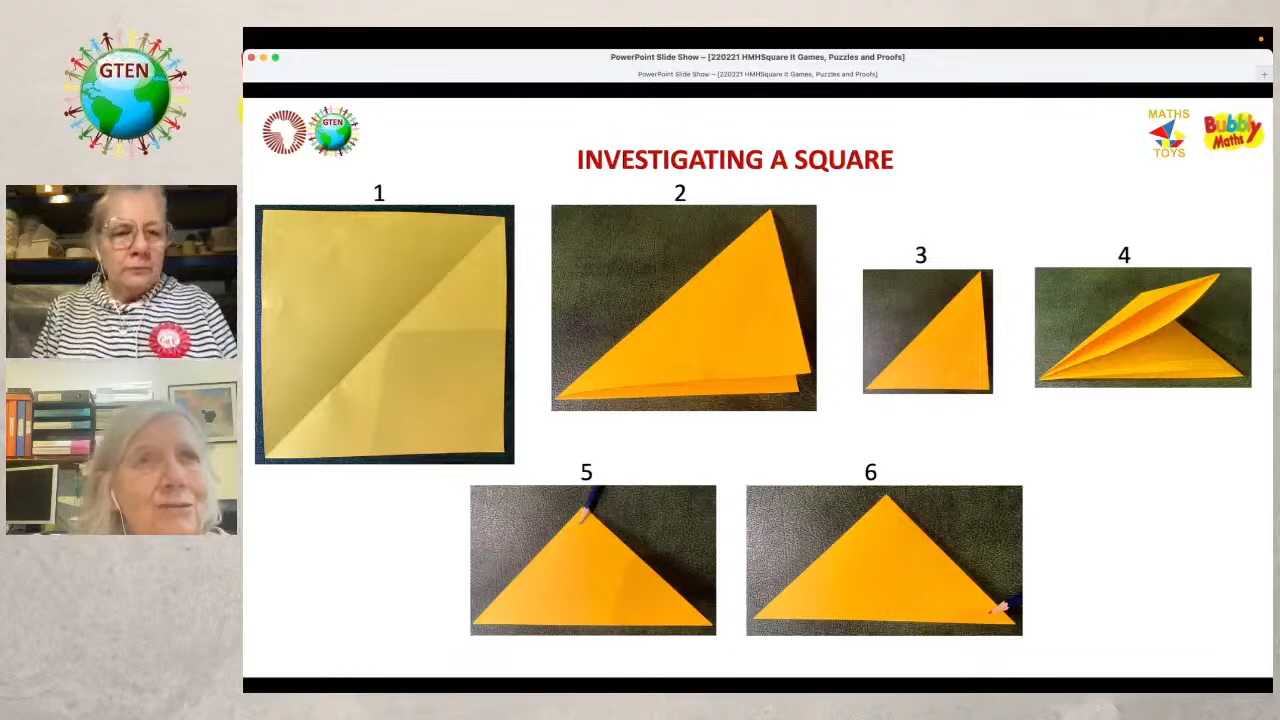 GTEN
PowerPoint Slide Show – [220221 HMHSquare It Games, Puzzles and Proofs]
PowerPoint Slide Show – [220221 HMHSquare It Games, Puzzles and Proofs]
GTEN
MATHS
TOYS
Bubbly
Maths
INVESTIGATING A SQUARE
1
2
3
4
5
6